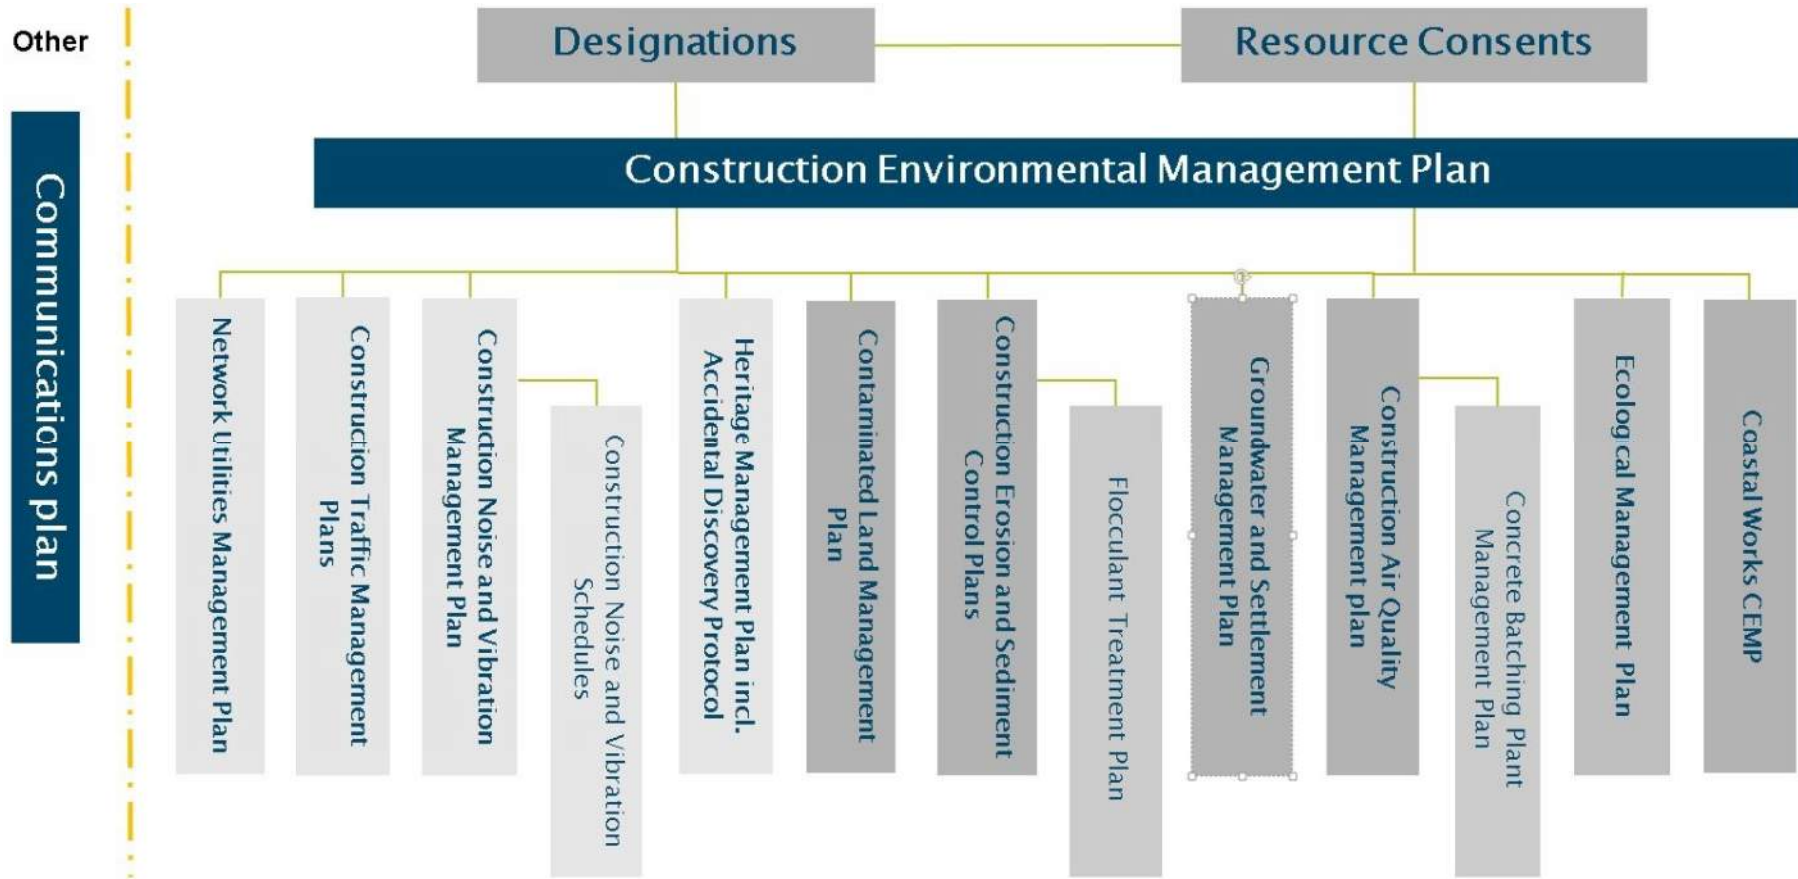 Other
Designations
Resource Consents
Construction Environmental Management Plan
Communications plan
Network Utilities Management Plan
Construction Traffic Management
Plans
Construction Noise and Vibration
Management Plan
Construction Noise and Vibration
Schedules
Heritage Management Plan incl.
Accidental Discovery Protocol
Contaminated Land Management
Plan
Construction Erosion and Sediment
Control Plans
Flocculant Treatment Plan
Groundwater and Settlement
Management Plan
Construction Air Quality
Management plan
Concrete Batching Plant
Management Plan
Ecological Management Plan
Coastal Works CEMP